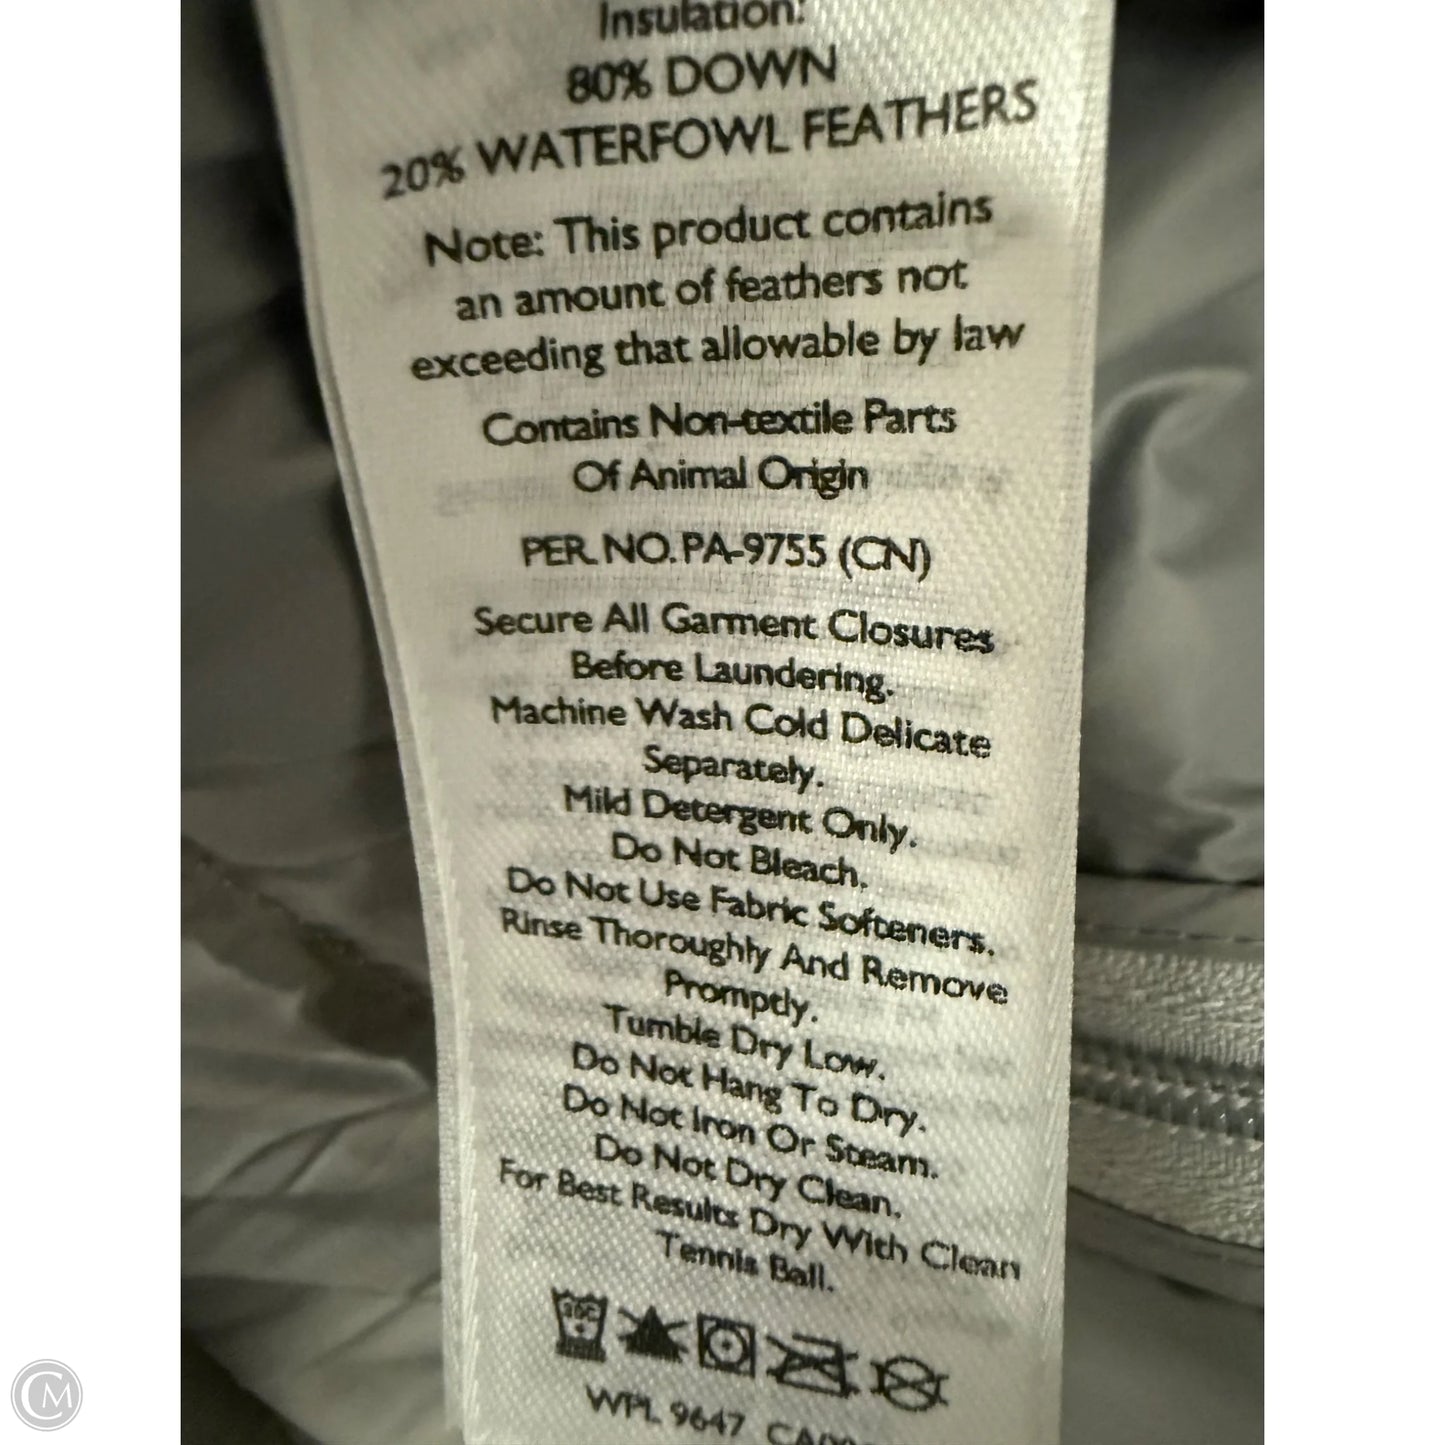 Insulation:
80% DOWN
20% WATERFOWL FEATHERS
Note: This product contains
an amount of feathers not
exceeding that allowable by law
Contains Non-textile Parts
Of Animal Origin
PER. NO. PA-9755 (CN)
Secure All Garment Closures
Before Laundering.
Machine Wash Cold Delicate
Separately.
Mild Detergent Only.
Do Not Bleach.
Do Not Use Fabric Softeners.
Rinse Thoroughly And Remove
Promptly.
Tumble Dry Low.
Do Not Hang To Dry.
Do Not Iron Or Steam.
Do Not Dry Clean.
For Best Results Dry With Clean
Tennis Ball.
30C
WPL 9647
CM